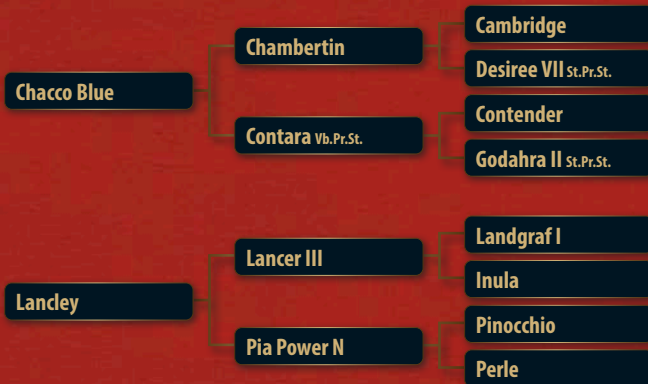 Chacco Blue
Chambertin
Cambridge
Desiree VII St.Pr.St.
Contara Vb.Pr.St.
Contender
Godahra II St.Pr.St.
Lancley
Lancer III
Landgraf I
Inula
Pia Power N
Pinocchio
Perle